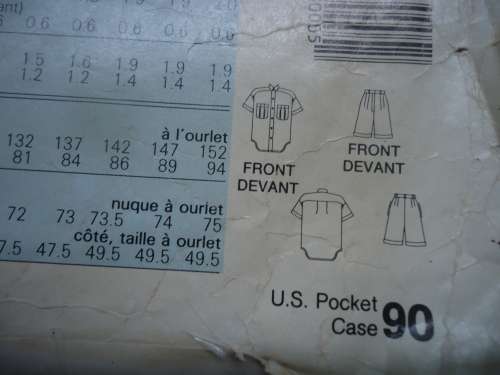 0.6 0.6 0.6 0.6 0.6
1.5 1.6 1.9 1.9 1.9
1.2 1.2 1.4 1.4 1.4
à l'ourlet
132 137 142 147 152
81 84 86 89 94
nuque à ourlet
72 73 73.5 74 75
côté, taille à ourlet
7.5 47.5 49.5 49.5 49.5
FRONT
DEVANT
FRONT
DEVANT
U.S. Pocket
Case 90